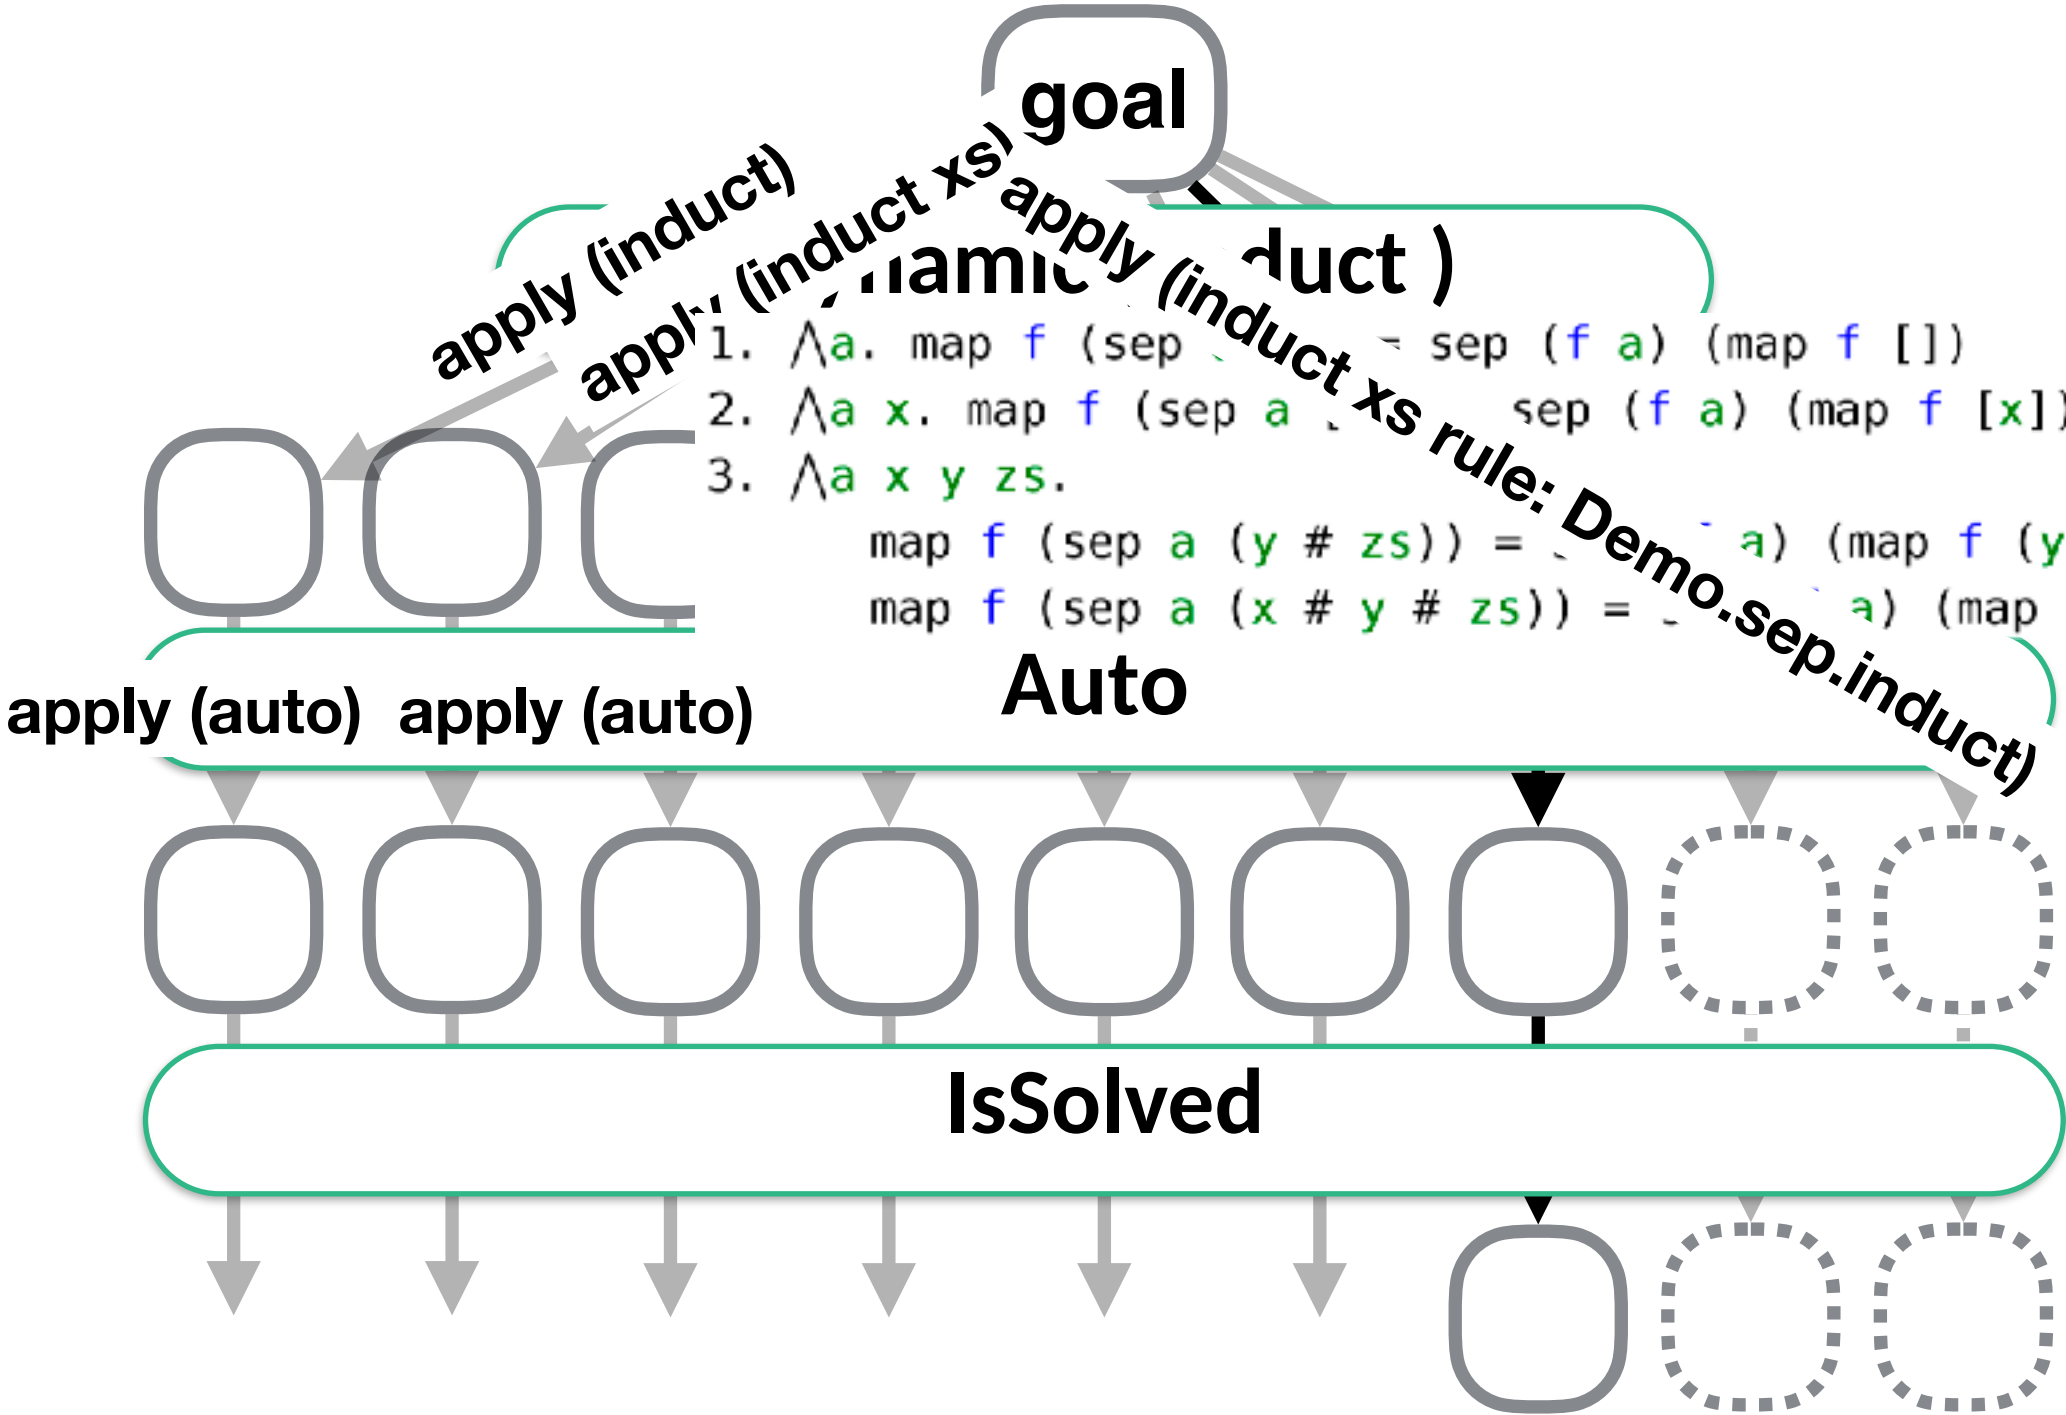 goal
apply (induct)
apply (induct xs)
apply (induct xs rule: Demo.sep.induct)
duct )
1. ⋀a. map f (sep = sep (f a) (map f [])
2. ⋀a x. map f (sep a sep (f a) (map f [x])
3. ⋀a x y zs.
map f (sep a (y # zs)) = a) (map f (y
map f (sep a (x # y # zs)) = a) (map
Auto
apply (auto) apply (auto)
IsSolved